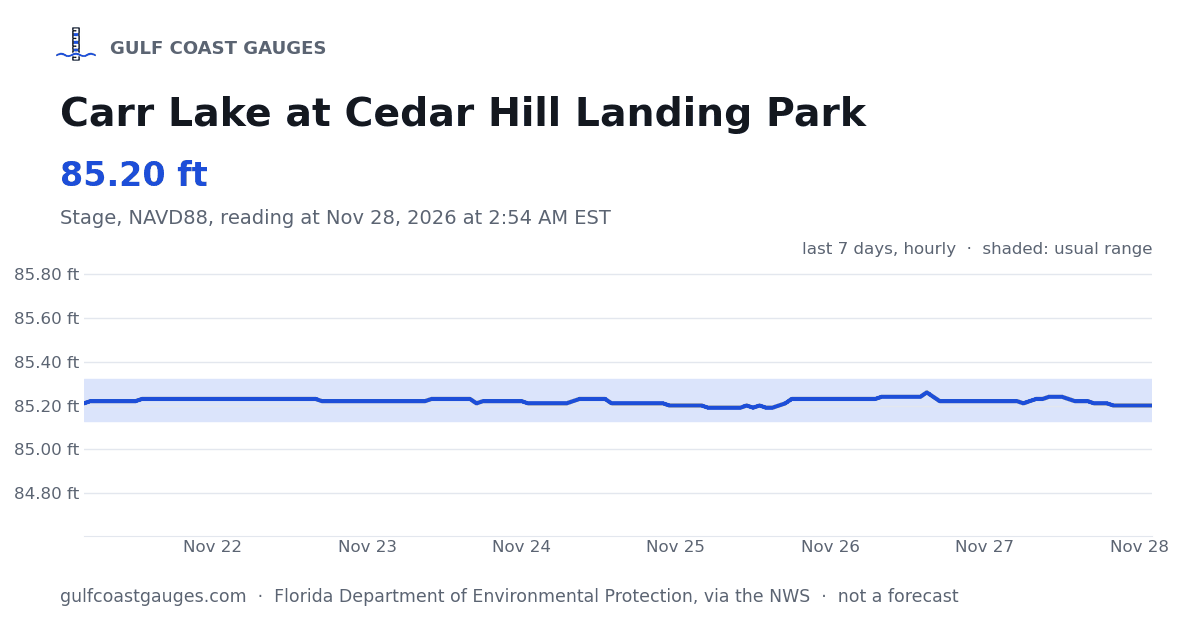 GULF COAST GAUGES
Carr Lake at Cedar Hill Landing Park
85.20 ft
Stage, NAVD88, reading at Nov 28, 2026 at 2:54 AM EST
last 7 days, hourly · shaded: usual range
85.80 ft
85.60 ft
85.40 ft
85.20 ft
85.00 ft
84.80 ft
Nov 22 Nov 23 Nov 24 Nov 25 Nov 26 Nov 27 Nov 28
gulfcoastgauges.com · Florida Department of Environmental Protection, via the NWS · not a forecast